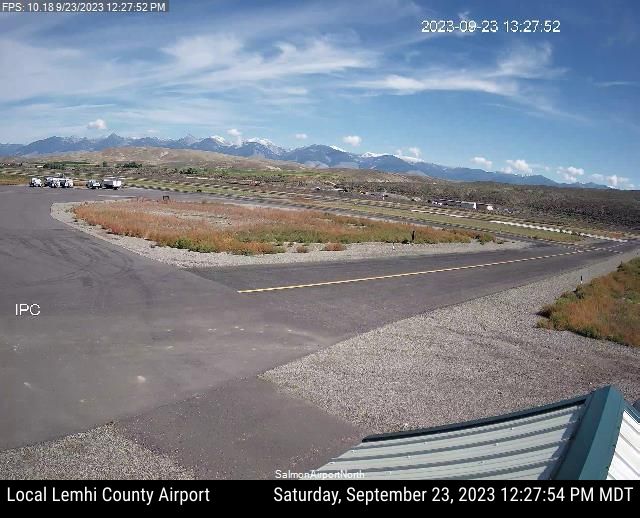 FPS: 10.18 9/23/2023 12:27:52 PM
2023-09-23 13:27:52
IPC
SalmonAirportNorth
Local Lemhi County Airport Saturday, September 23, 2023 12:27:54 PM MDT